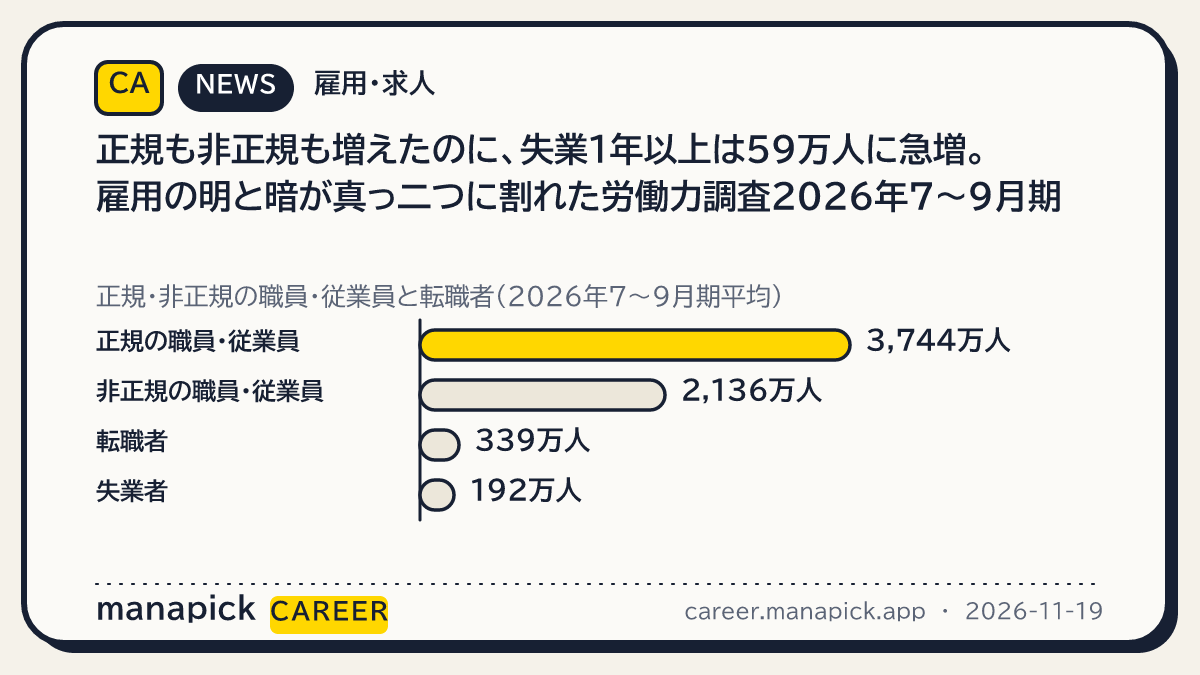 CA NEWS 雇用・求人
正規も非正規も増えたのに、失業1年以上は59万人に急増。
雇用の明と暗が真っ二つに割れた労働力調査2026年7〜9月期
正規・非正規の職員・従業員と転職者(2026年7〜9月期平均)
正規の職員・従業員 3,744万人
非正規の職員・従業員 2,136万人
転職者 339万人
失業者 192万人
manapick CAREER career.manapick.app ・ 2026-11-19